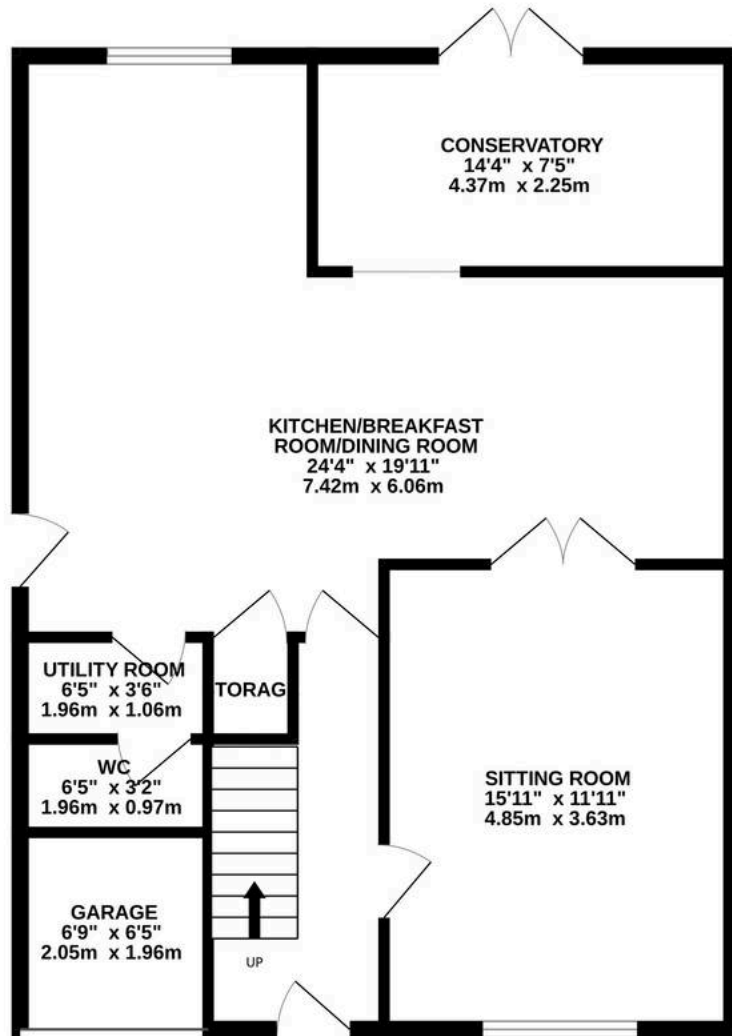 CONSERVATORY
14'4" x 7'5"
4.37m x 2.25m
KITCHEN/BREAKFAST
ROOM/DINING ROOM
24'4" x 19'11"
7.42m x 6.06m
UTILITY ROOM
6'5" x 3'6"
1.96m x 1.06m
TORAG
WC
6'5" x 3'2"
1.96m x 0.97m
SITTING ROOM
15'11" x 11'11"
4.85m x 3.63m
GARAGE
6'9" x 6'5"
2.05m x 1.96m
UP